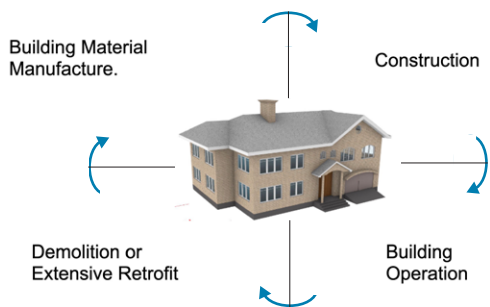 Building Material
Manufacture.
Construction
Demolition or
Extensive Retrofit
Building
Operation